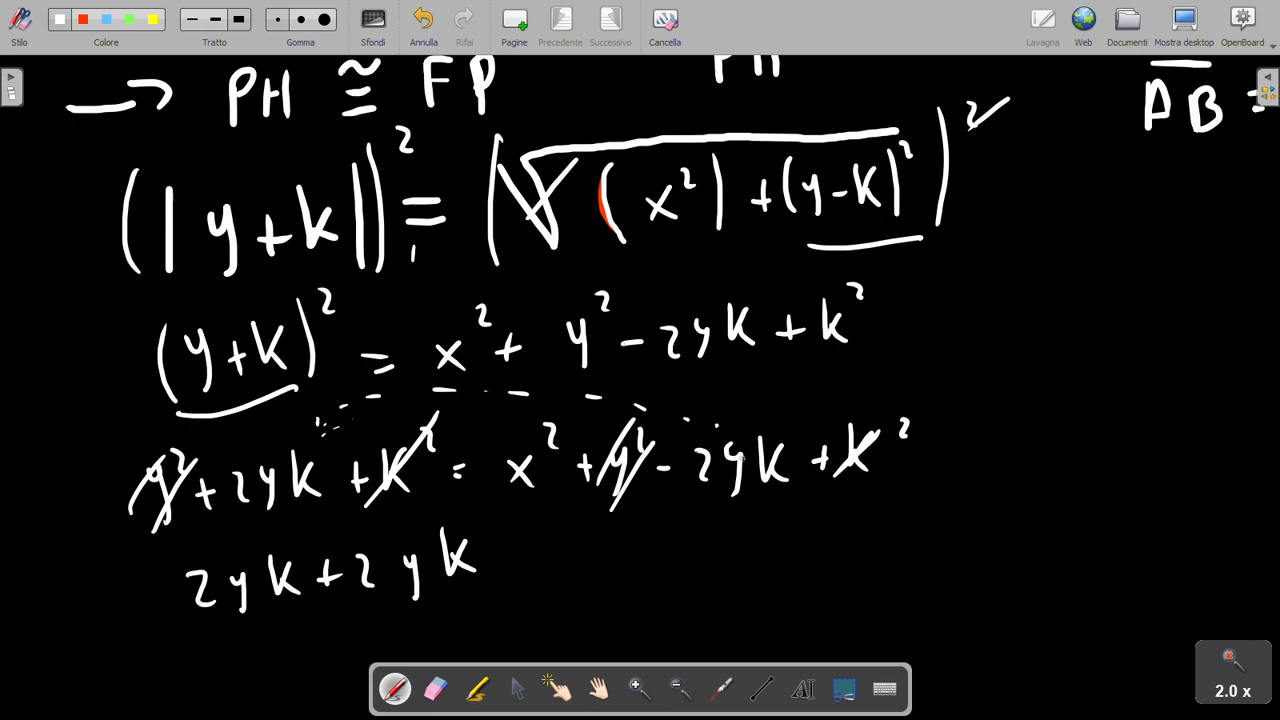 Stilo Colore Tratto Gomma Sfondi Annulla Rifai Pagine Precedente Successivo Cancella Lavagna Web Documenti Mostra desktop OpenBoard
→ PH ≅ FP PH AB =
(|y+k|)² = (√(x²)+(y-k)²)²
(y+k)² = x² + y² - 2yk + k²
y² + 2yk + k² = x² + y² - 2yk + k²
2yk + 2yk
2.0 x